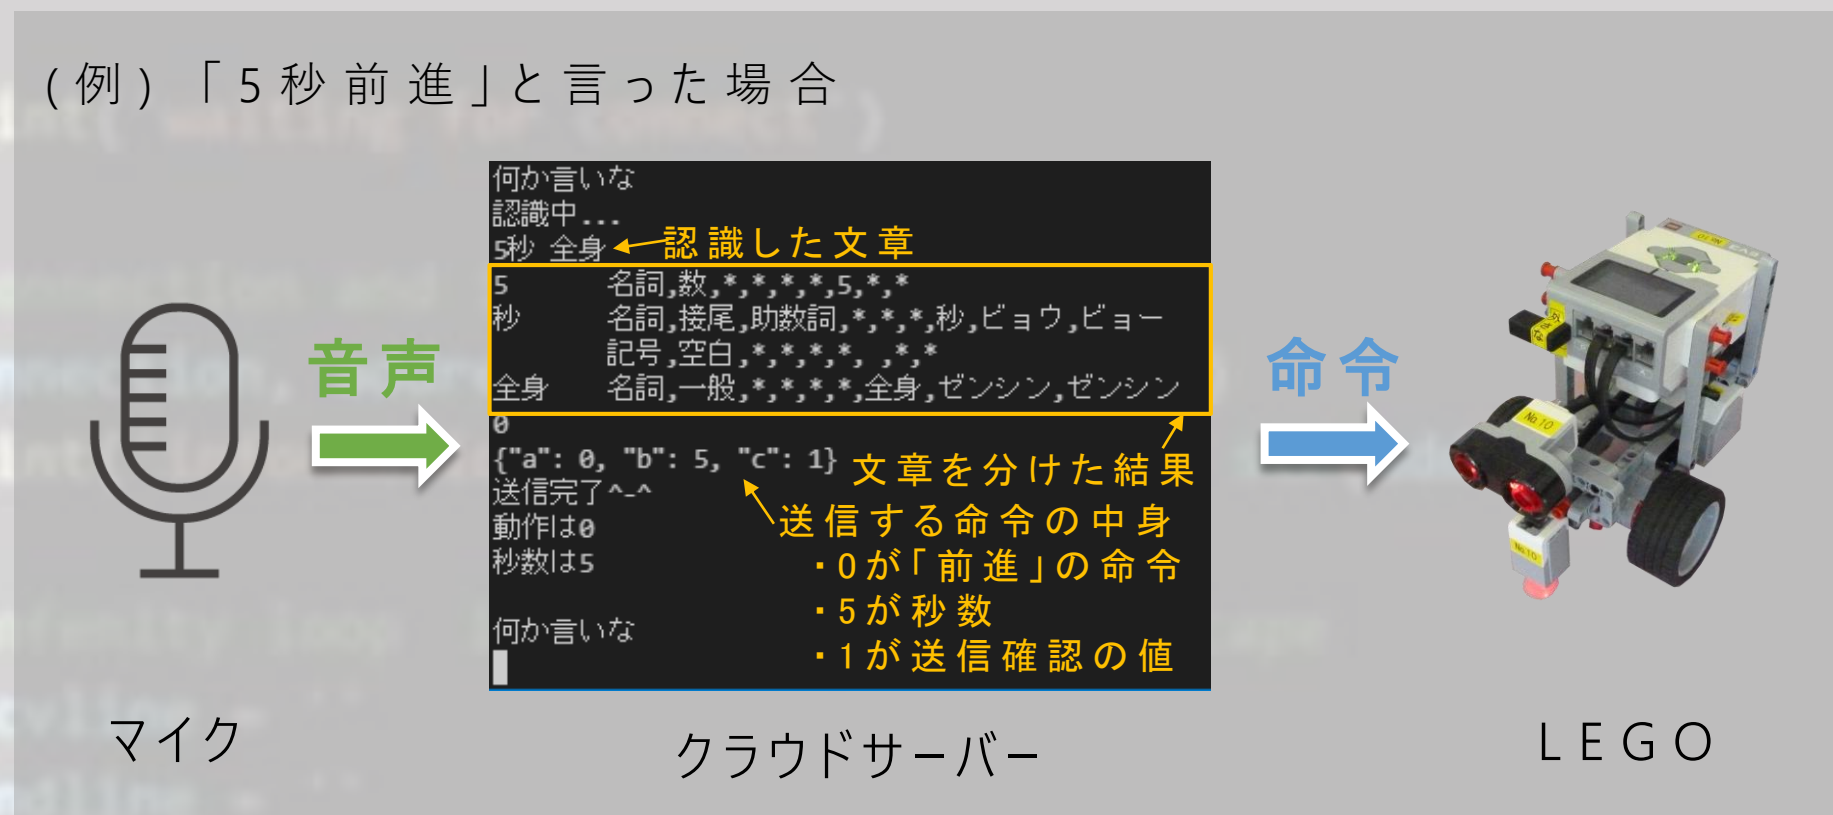 (例)「5秒前進」と言った場合
何か言いな
認識中...
5秒 全身
認識した文章
5 名詞,数,*,*,*,*,5,*,*
秒 名詞,接尾,助数詞,*,*,*,秒,ビョウ,ビョー
記号,空白,*,*,*,*, ,*,*
全身 名詞,一般,*,*,*,*,全身,ゼンシン,ゼンシン
0
{"a": 0, "b": 5, "c": 1}
文章を分けた結果
送信完了^-^
動作は0
秒数は5
送信する命令の中身
・0が「前進」の命令
・5が秒数
・1が送信確認の値
何か言いな
音声
命令
No.10
No.10
マイク
クラウドサーバー
LEGO